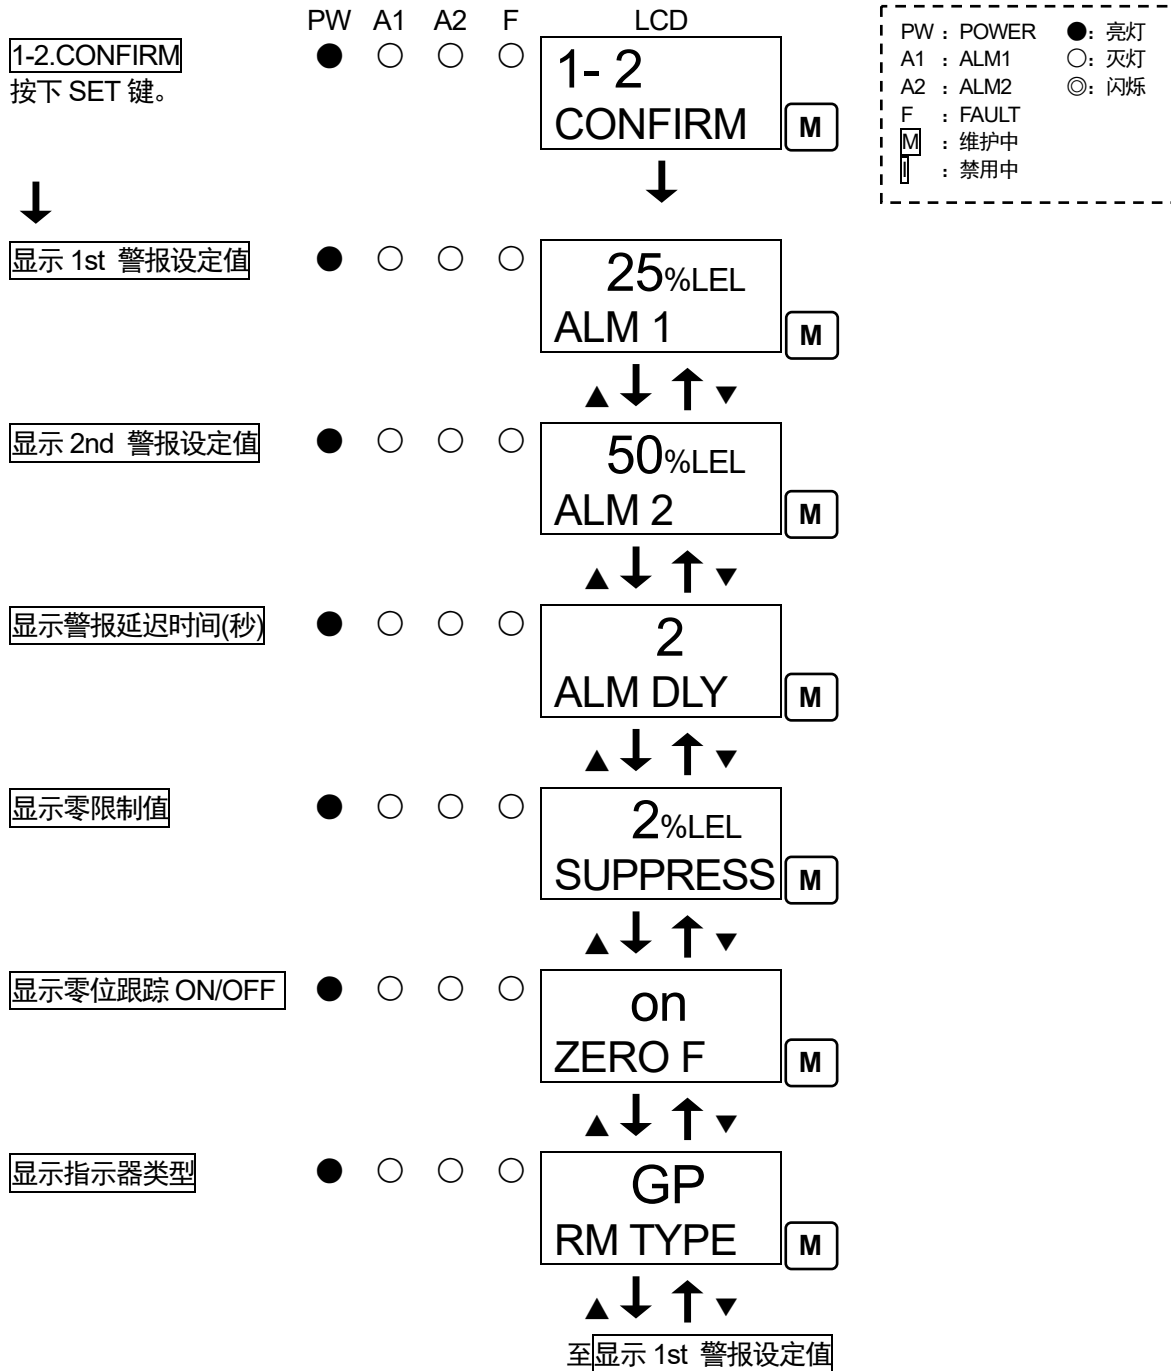 PW A1 A2 F LCD
1-2.CONFIRM ● ○ ○ ○ 1- 2
按下 SET 键。 CONFIRM M
PW : POWER ●: 亮灯
A1 : ALM1 ○: 灭灯
A2 : ALM2 ◎: 闪烁
F : FAULT
M : 维护中
I : 禁用中
↓ ↓
显示 1st 警报设定值 ● ○ ○ ○ 25%LEL
ALM 1 M
▲ ↓ ↑ ▼
显示 2nd 警报设定值 ● ○ ○ ○ 50%LEL
ALM 2 M
▲ ↓ ↑ ▼
显示警报延迟时间(秒) ● ○ ○ ○ 2
ALM DLY M
▲ ↓ ↑ ▼
显示零限制值 ● ○ ○ ○ 2%LEL
SUPPRESS M
▲ ↓ ↑ ▼
显示零位跟踪 ON/OFF ● ○ ○ ○ on
ZERO F M
▲ ↓ ↑ ▼
显示指示器类型 ● ○ ○ ○ GP
RM TYPE M
▲ ↓ ↑ ▼
至显示 1st 警报设定值